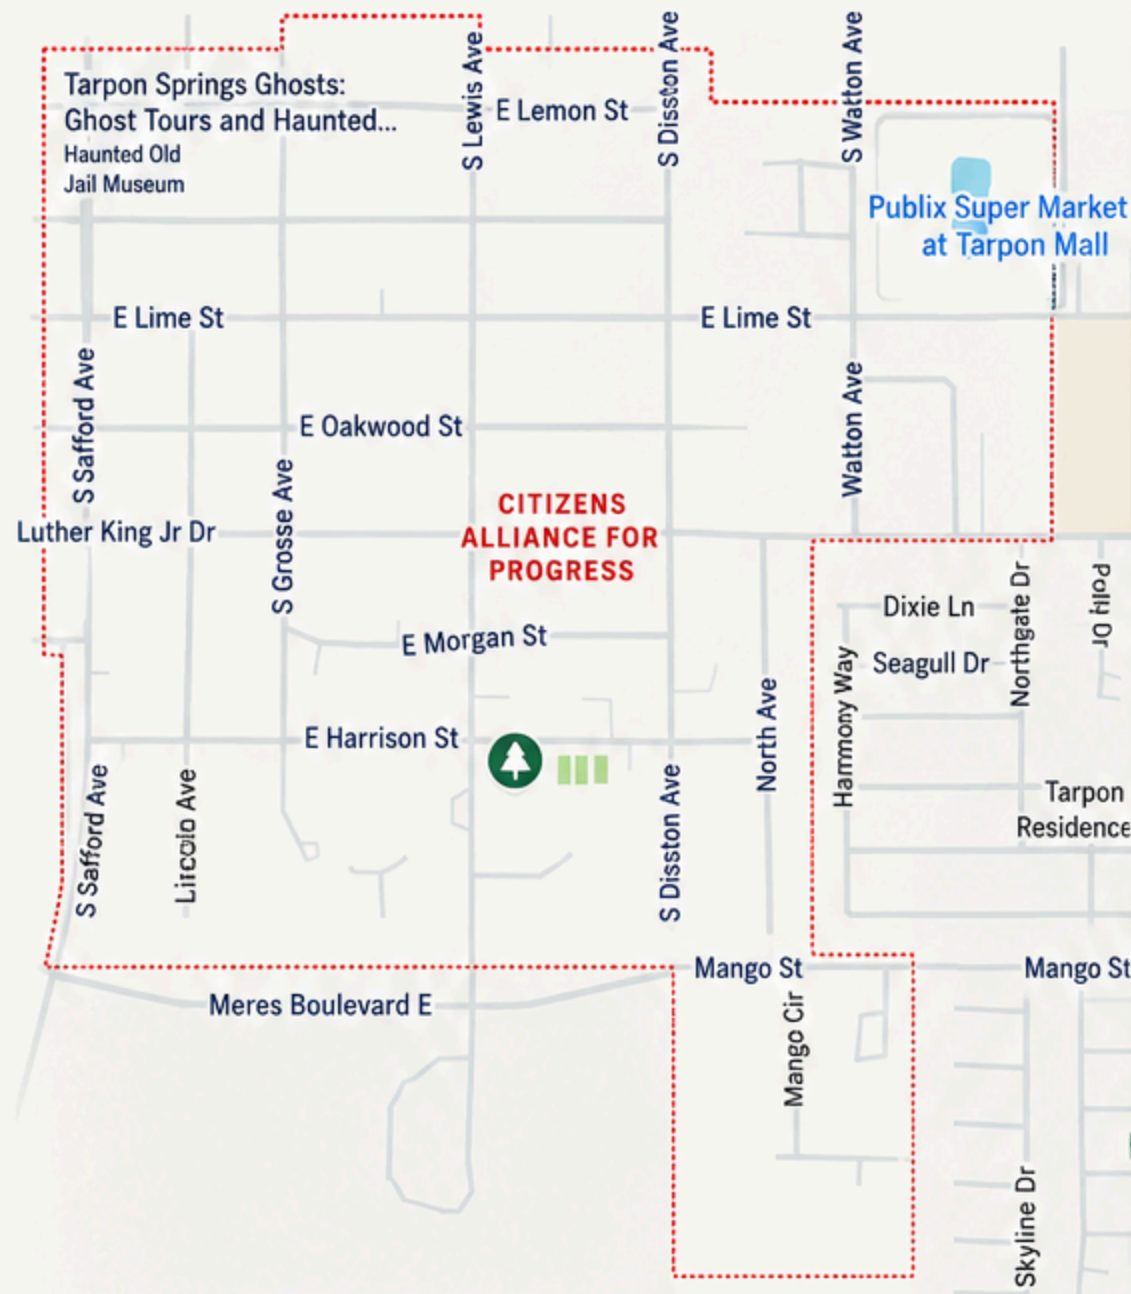 S Lewis Ave
S Disston Ave
S Watton Ave
Tarpon Springs Ghosts:
Ghost Tours and Haunted...
Haunted Old
Jail Museum
E Lemon St
Publix Super Market
at Tarpon Mall
E Lime St
E Lime St
S Safford Ave
E Oakwood St
Watton Ave
S Grosse Ave
Luther King Jr Dr
CITIZENS
ALLIANCE FOR
PROGRESS
Dixie Ln
Northgate Dr
Polly Dr
E Morgan St
Seagull Dr
Hammony Way
E Harrison St
North Ave
S Safford Ave
S Disston Ave
Tarpon
Residence
Mango St
Mango St
Meres Boulevard E
Mango Cir
Skyline Dr